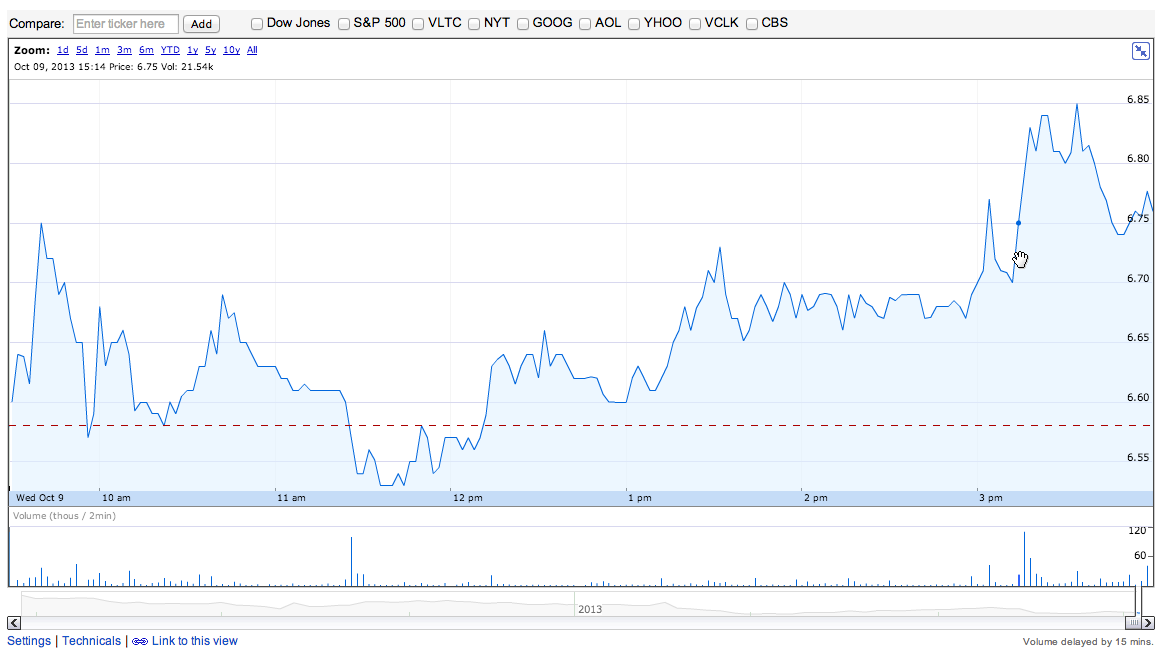 Compare: Enter ticker here Add Dow Jones S&P 500 VLTC NYT GOOG AOL YHOO VCLK CBS
Zoom: 1d 5d 1m 3m 6m YTD 1y 5y 10y All
Oct 09, 2013 15:14 Price: 6.75 Vol: 21.54k
6.85
6.80
6.75
6.70
6.65
6.60
6.55
Wed Oct 9 10 am 11 am 12 pm 1 pm 2 pm 3 pm
Volume (thous / 2min)
120
60
2013
Settings | Technicals | Link to this view
Volume delayed by 15 mins.